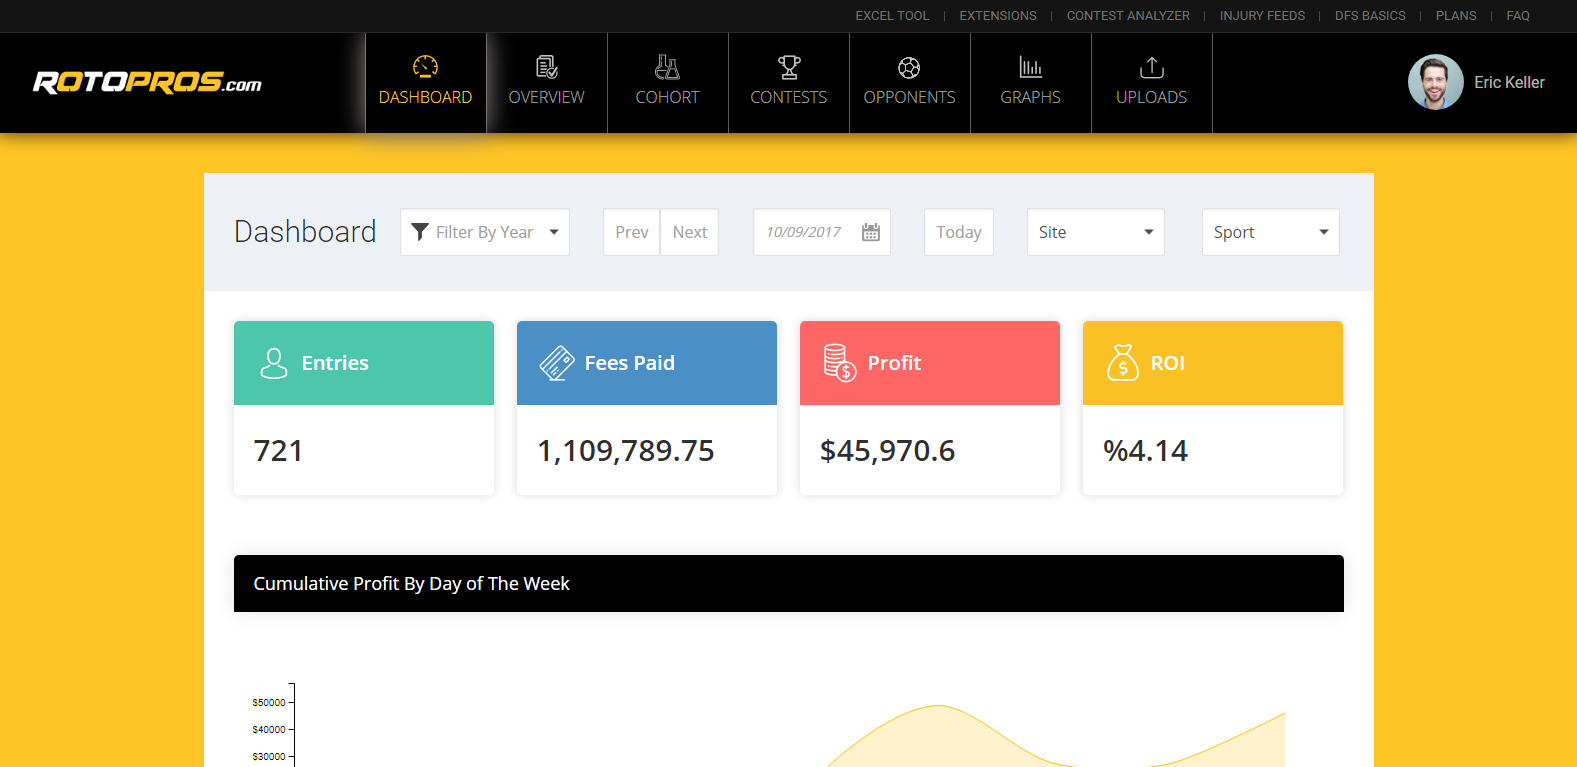 EXCEL TOOL | EXTENSIONS | CONTEST ANALYZER | INJURY FEEDS | DFS BASICS | PLANS | FAQ
ROTOPROS.com
DASHBOARD OVERVIEW COHORT CONTESTS OPPONENTS GRAPHS UPLOADS
Eric Keller
Dashboard Filter By Year Prev Next 10/09/2017 Today Site Sport
Entries Fees Paid Profit ROI
721 1,109,789.75 $45,970.6 %4.14
Cumulative Profit By Day of The Week
$50000
$40000
$30000